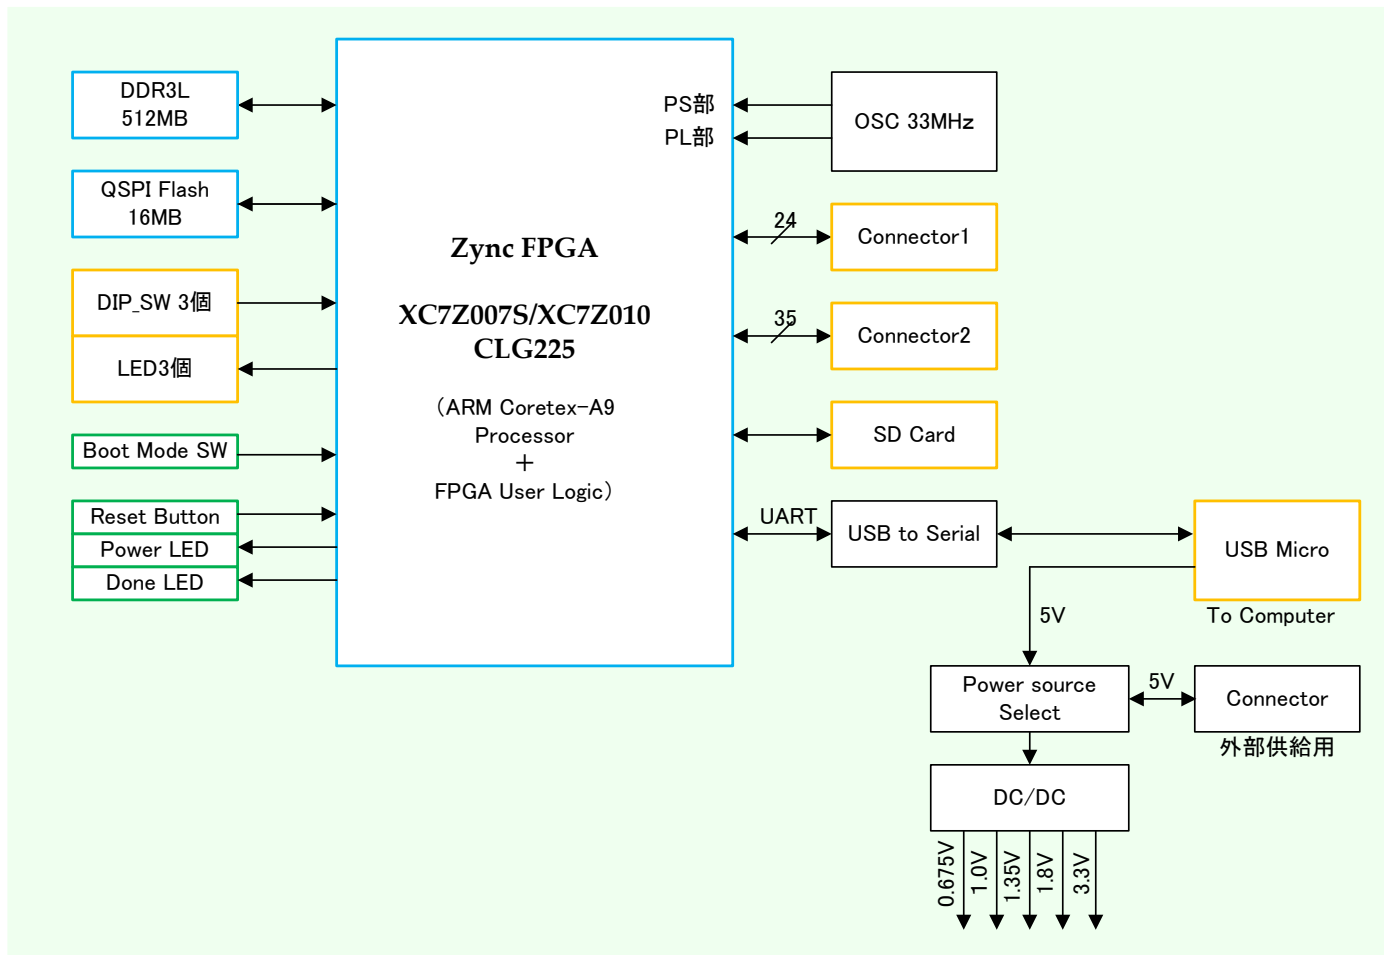 DDR3L
512MB
QSPI Flash
16MB
DIP_SW 3個
LED3個
Boot Mode SW
Reset Button
Power LED
Done LED
Zync FPGA
XC7Z007S/XC7Z010
CLG225
（ARM Coretex-A9
Processor
＋
FPGA User Logic）
PS部
PL部
OSC 33MHz
24
Connector1
35
Connector2
SD Card
UART
USB to Serial
USB Micro
To Computer
5V
Power source
Select
5V
Connector
外部供給用
DC/DC
0.675V
1.0V
1.35V
1.8V
3.3V